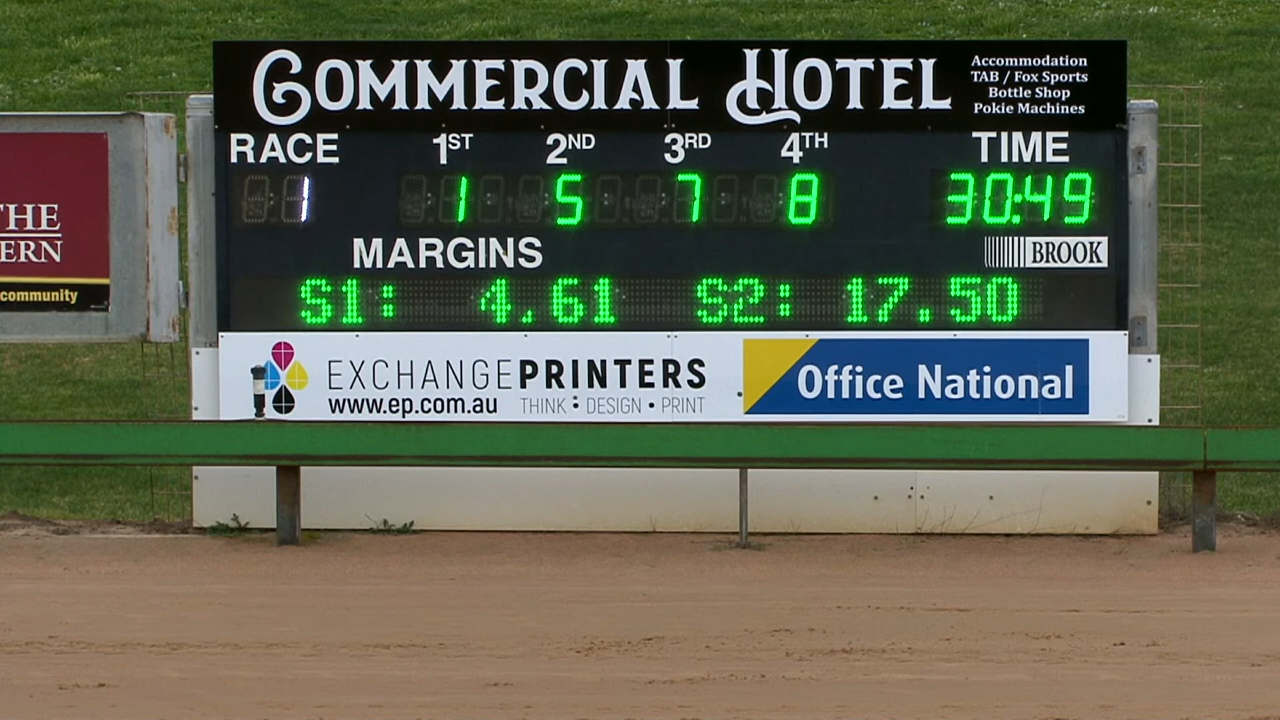 COMMERCIAL HOTEL
Accommodation
TAB / Fox Sports
Bottle Shop
Pokie Machines
RACE 1ST 2ND 3RD 4TH TIME
1 1 5 7 8 30:49
MARGINS
BROOK
S1: 4.61 S2: 17.50
THE
ERN
community
EXCHANGEPRINTERS
www.ep.com.au THINK • DESIGN • PRINT
Office National